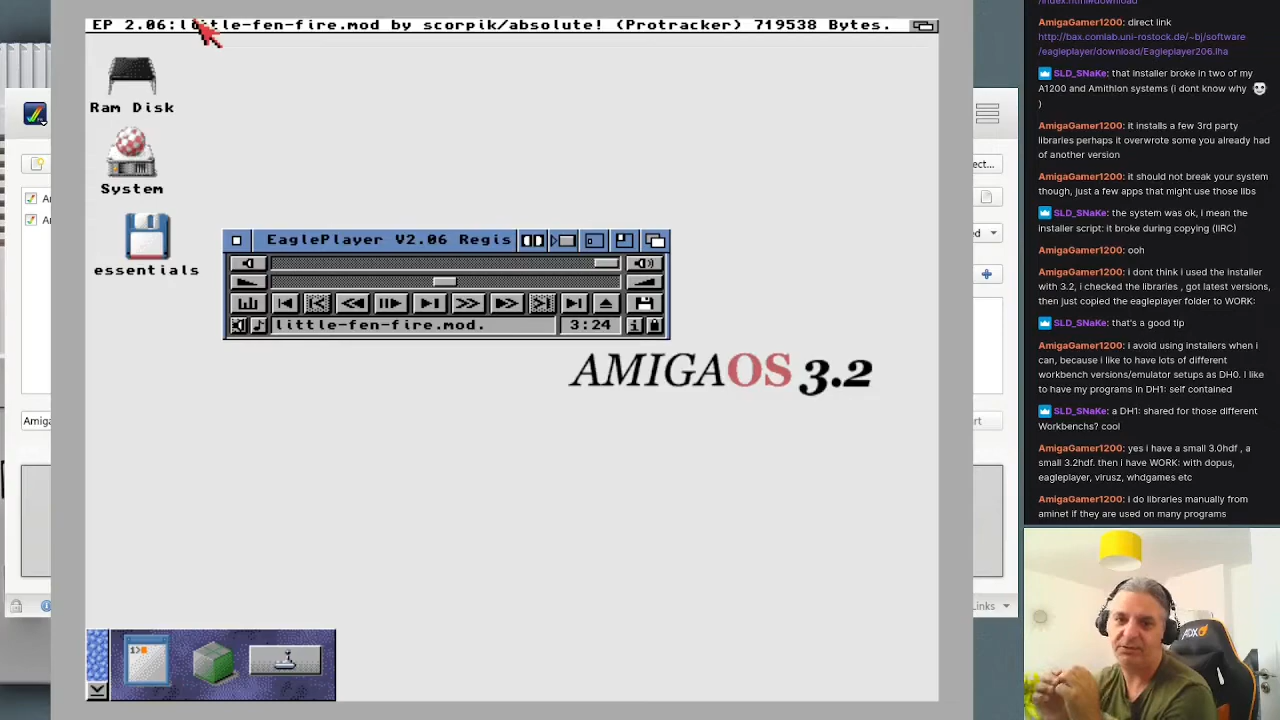 EP 2.06:little-fen-fire.mod by scorpik/absolute! (Protracker) 719538 Bytes.
Ram Disk
System
essentials
EaglePlayer V2.06 Regis
little-fen-fire.mod.
3:24
AMIGAOS 3.2
1>
Amiga
ect...
ed
rt
Links
/index.html#download
AmigaGamer1200: direct link
http://bax.comlab.uni-rostock.de/~bj/software
/eagleplayer/download/Eagleplayer206.lha
SLD_SNaKe: that installer broke in two of my
A1200 and Amithlon systems (i dont know why
)
AmigaGamer1200: it installs a few 3rd party
libraries perhaps it overwrote some you already had
of another version
AmigaGamer1200: it should not break your system
though, just a few apps that might use those libs
SLD_SNaKe: the system was ok, i mean the
installer script: it broke during copying (IIRC)
AmigaGamer1200: ooh
AmigaGamer1200: i dont think i used the installer
with 3.2, i checked the libraries , got latest versions,
then just copied the eagleplayer folder to WORK:
SLD_SNaKe: that's a good tip
AmigaGamer1200: i avoid using installers when i
can, because i like to have lots of different
workbench versions/emulator setups as DH0. I like
to have my programs in DH1: self contained
SLD_SNaKe: a DH1: shared for those different
Workbenchs? cool
AmigaGamer1200: yes i have a small 3.0hdf , a
small 3.2hdf. then i have WORK: with dopus,
eagleplayer, virusz, whdgames etc
AmigaGamer1200: i do libraries manually from
aminet if they are used on many programs